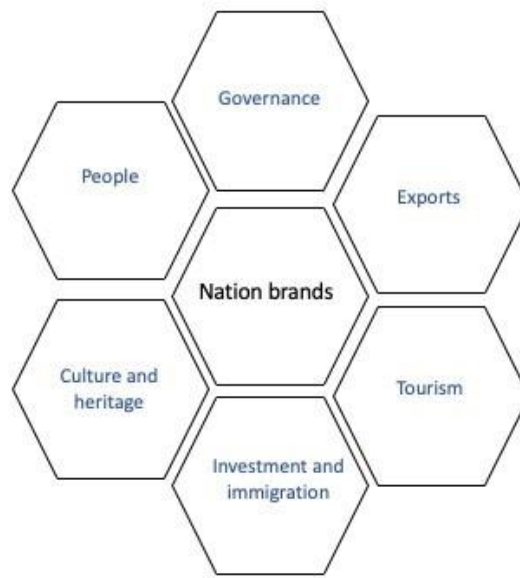 Governance
People
Exports
Nation brands
Culture and
heritage
Tourism
Investment and
immigration